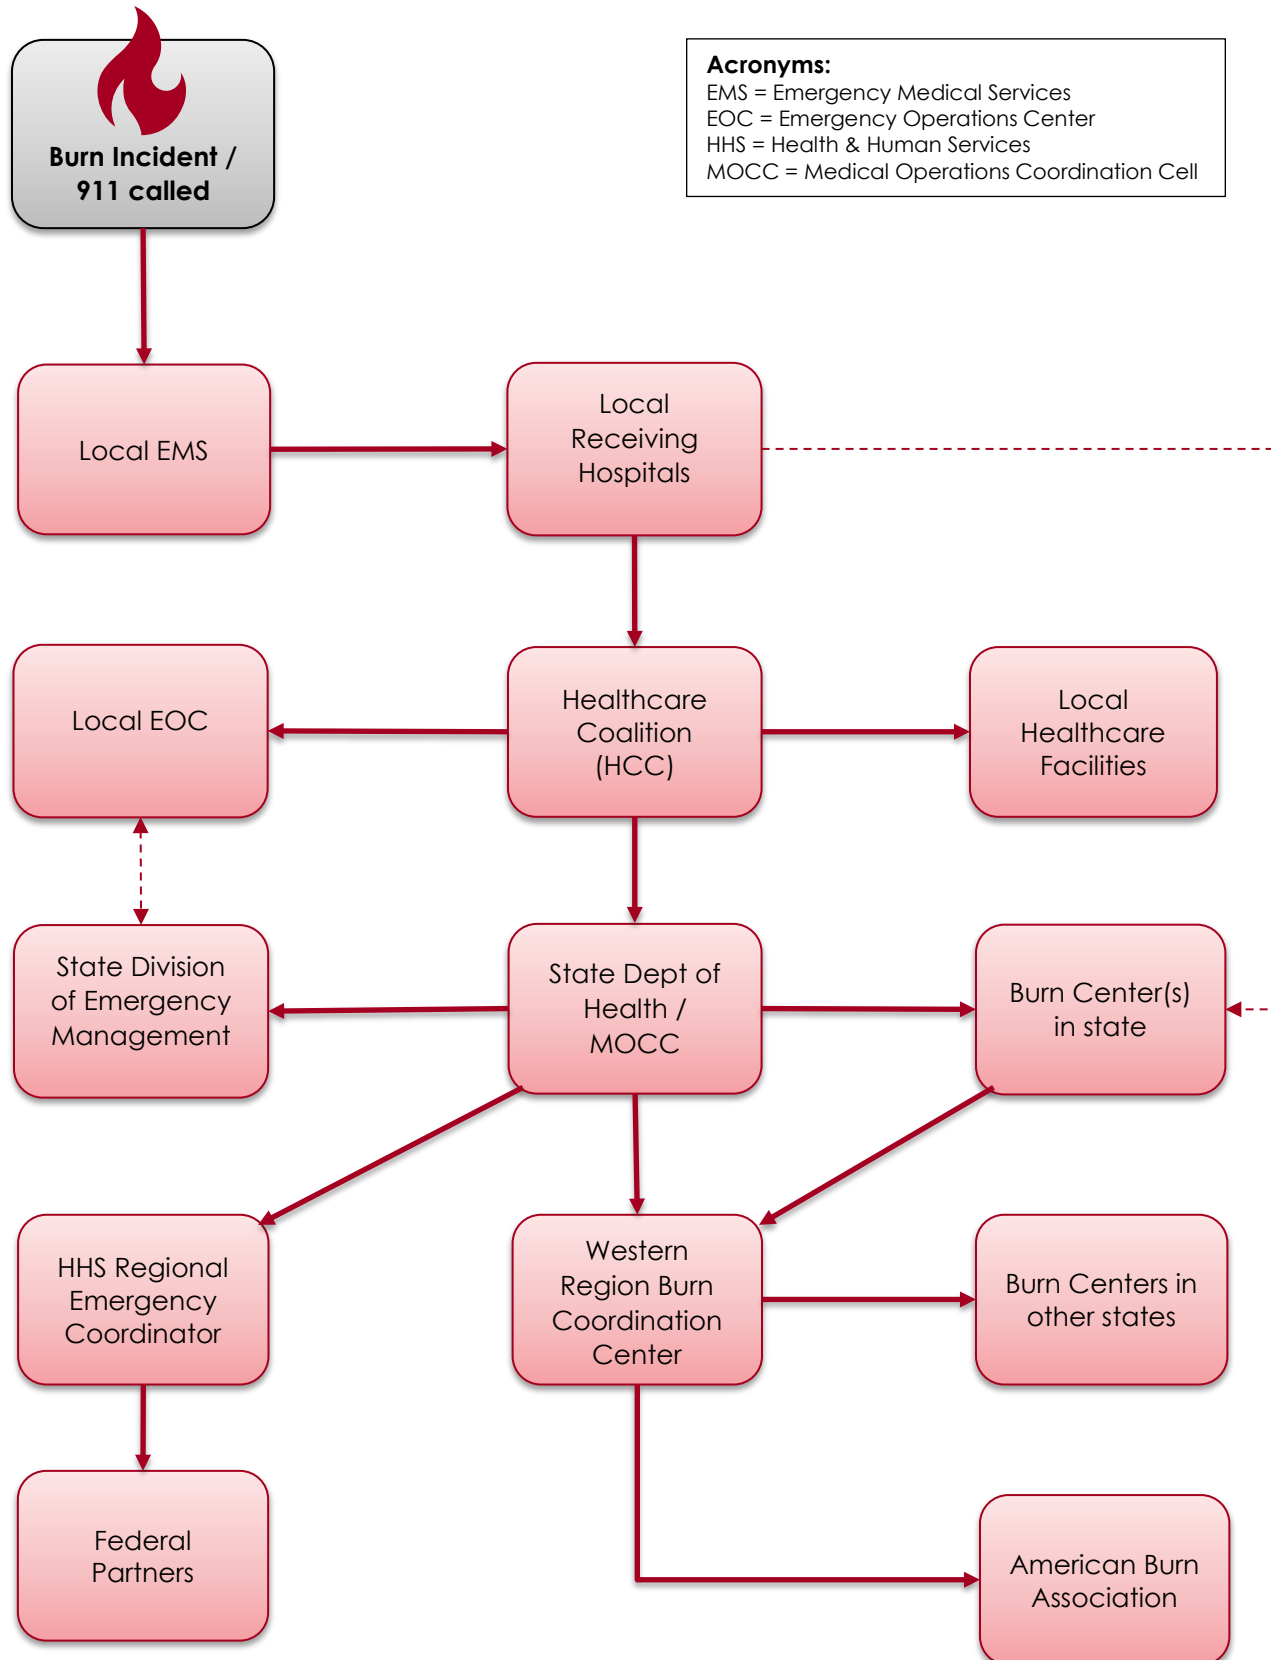 Burn Incident /
911 called
Acronyms:
EMS = Emergency Medical Services
EOC = Emergency Operations Center
HHS = Health & Human Services
MOCC = Medical Operations Coordination Cell
Local EMS
Local
Receiving
Hospitals
Local EOC
Healthcare
Coalition
(HCC)
Local
Healthcare
Facilities
State Division
of Emergency
Management
State Dept of
Health /
MOCC
Burn Center(s)
in state
HHS Regional
Emergency
Coordinator
Western
Region Burn
Coordination
Center
Burn Centers in
other states
Federal
Partners
American Burn
Association